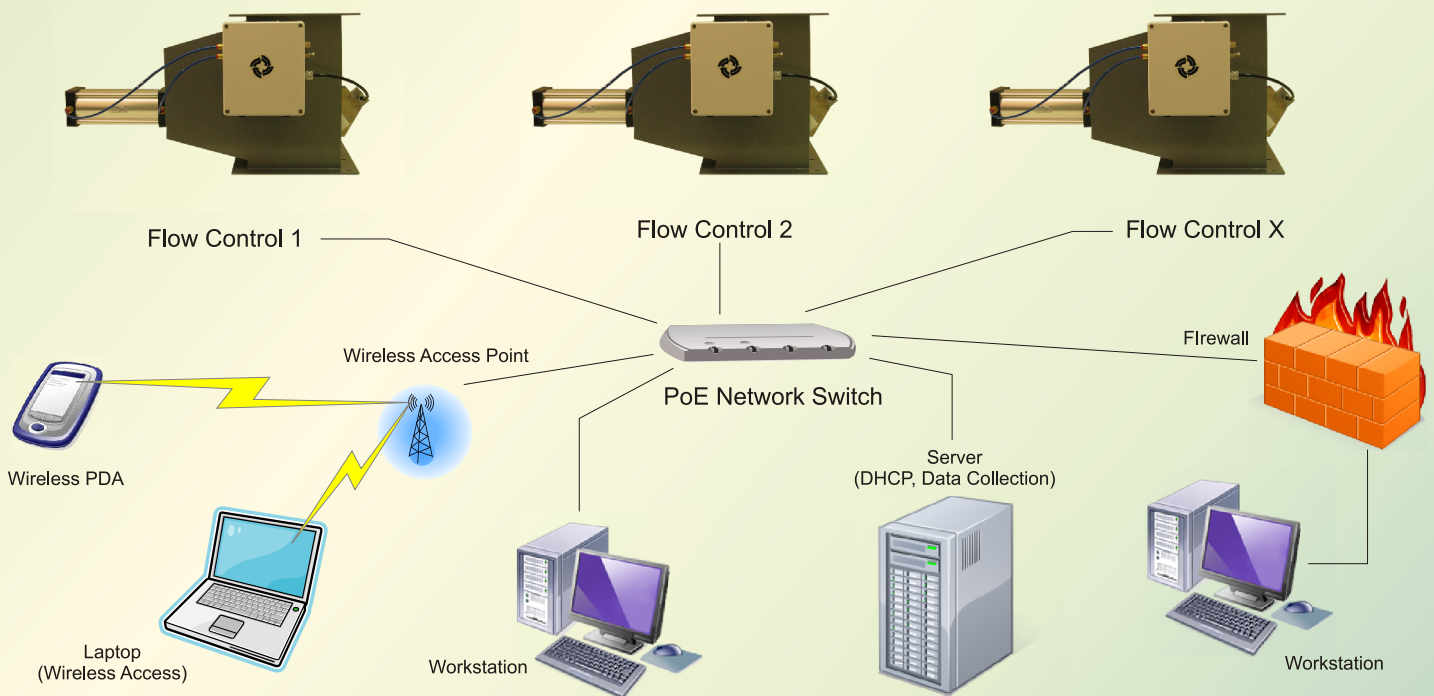 Flow Control 1
Flow Control 2
Flow Control X
Wireless Access Point
FIrewall
PoE Network Switch
Wireless PDA
Server
(DHCP, Data Collection)
Laptop
(Wireless Access)
Workstation
Workstation